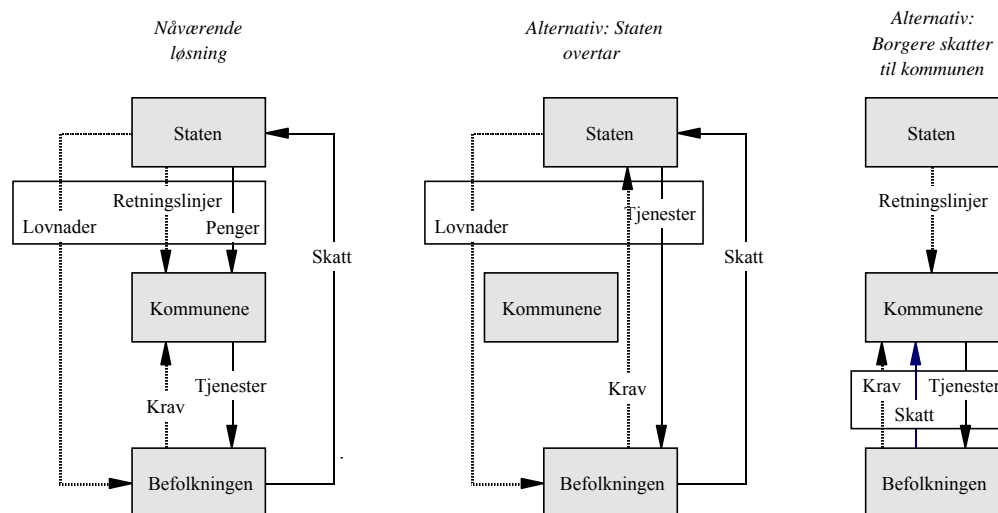 Nåværende
løsning
Staten
Retningslinjer
Lovnader
Penger
Skatt
Kommunene
Tjenester
Krav
Befolkningen
Alternativ: Staten
overtar
Staten
Tjenester
Lovnader
Skatt
Kommunene
Krav
Befolkningen
Alternativ:
Borgere skatter
til kommunen
Staten
Retningslinjer
Kommunene
Krav
Tjenester
Skatt
Befolkningen